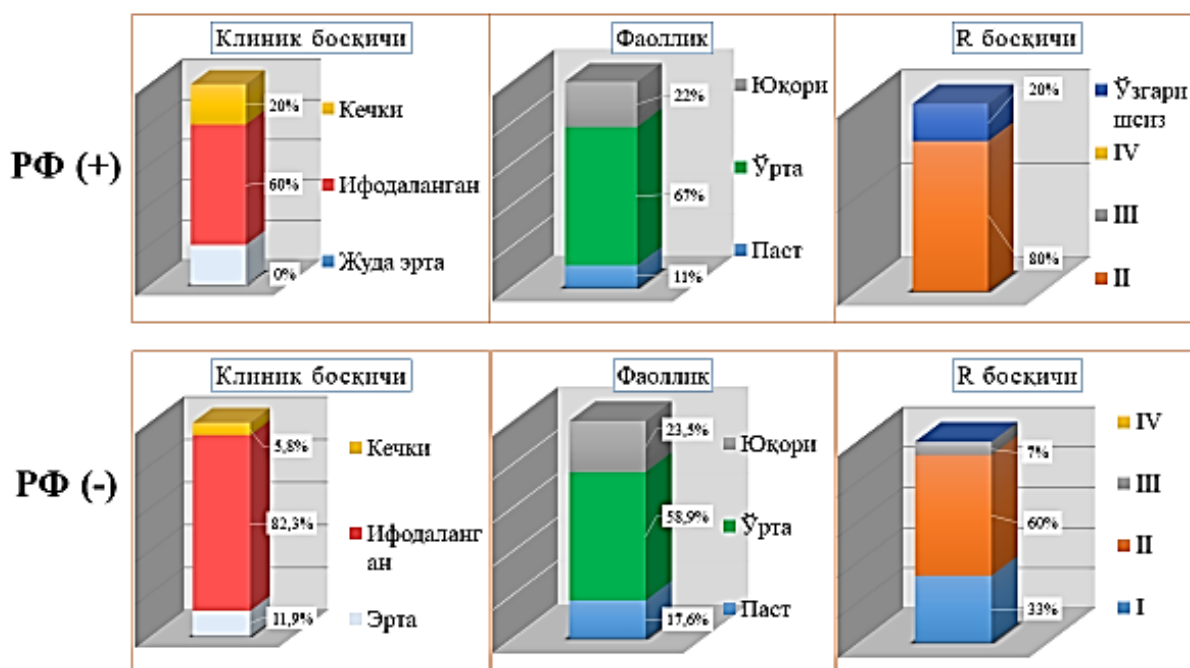 Клиник босқичи
Фаоллик
R босқичи
РФ (+)
20%
60%
0%
Кечки
Ифодаланган
Жуда эрта
22%
67%
11%
Юқори
Ўрта
Паст
20%
80%
Ўзгари
шсиз
IV
III
II
Клиник босқичи
Фаоллик
R босқичи
РФ (-)
5,8%
82,3%
11,9%
Кечки
Ифодаланг
ан
Эрта
23,5%
58,9%
17,6%
Юқори
Ўрта
Паст
7%
60%
33%
IV
III
II
I